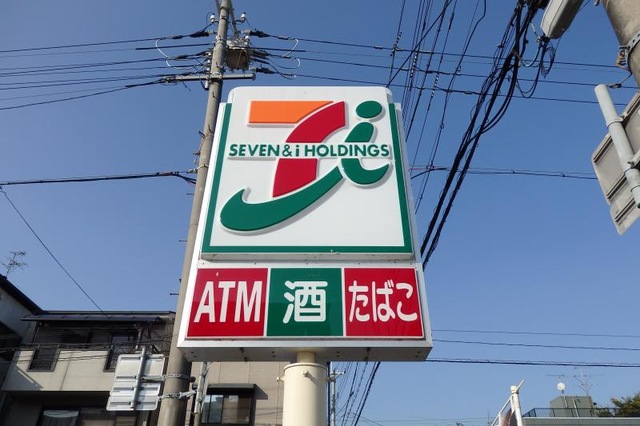 SEVEN & i HOLDINGS
ATM 酒 たばこ